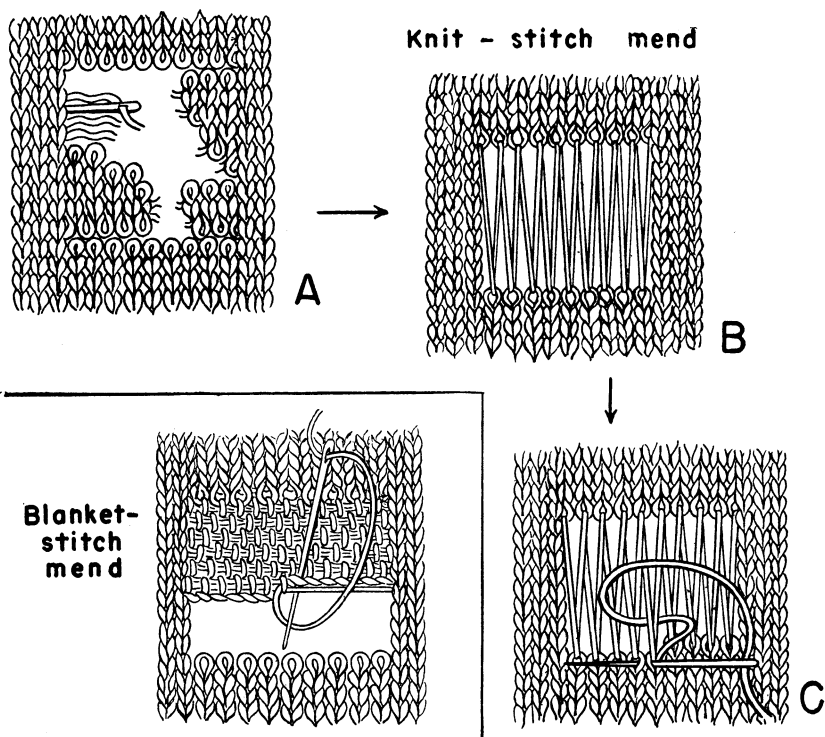 Knit - stitch mend
A
B
Blanket-
stitch
mend
C